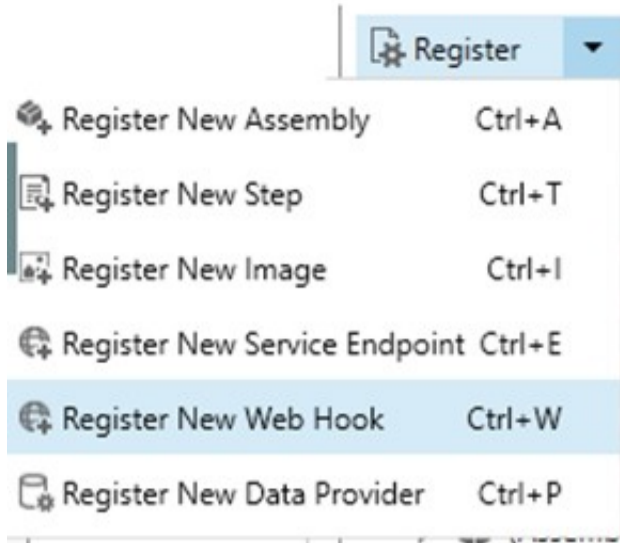 Register
Register New Assembly Ctrl+A
Register New Step Ctrl+T
Register New Image Ctrl+I
Register New Service Endpoint Ctrl+E
Register New Web Hook Ctrl+W
Register New Data Provider Ctrl+P